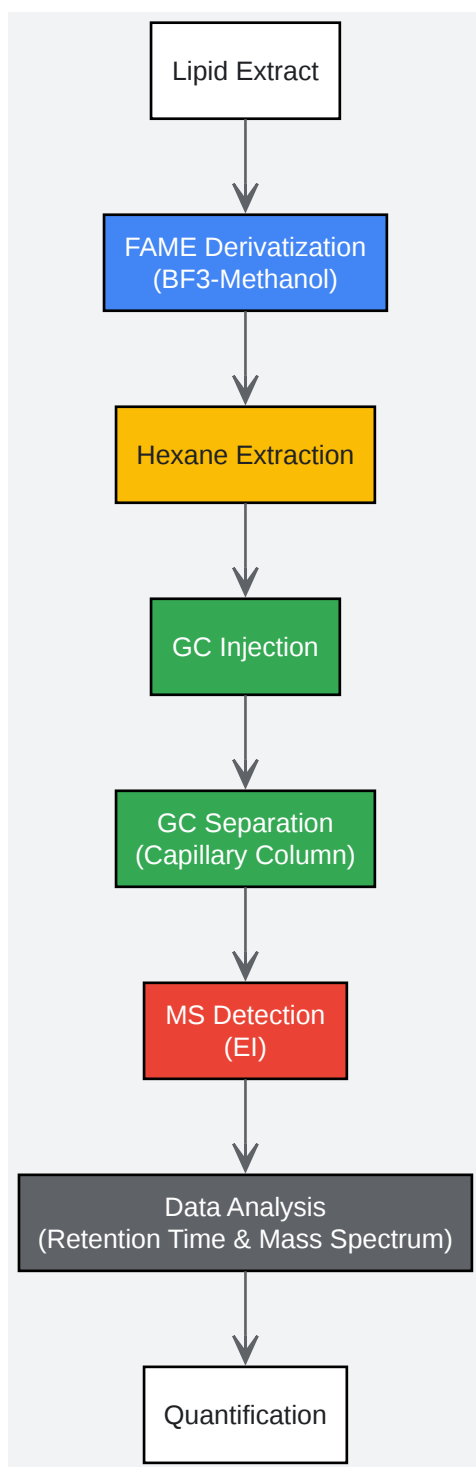 Lipid Extract
FAME Derivatization
(BF3-Methanol)
Hexane Extraction
GC Injection
GC Separation
(Capillary Column)
MS Detection
(EI)
Data Analysis
(Retention Time & Mass Spectrum)
Quantification